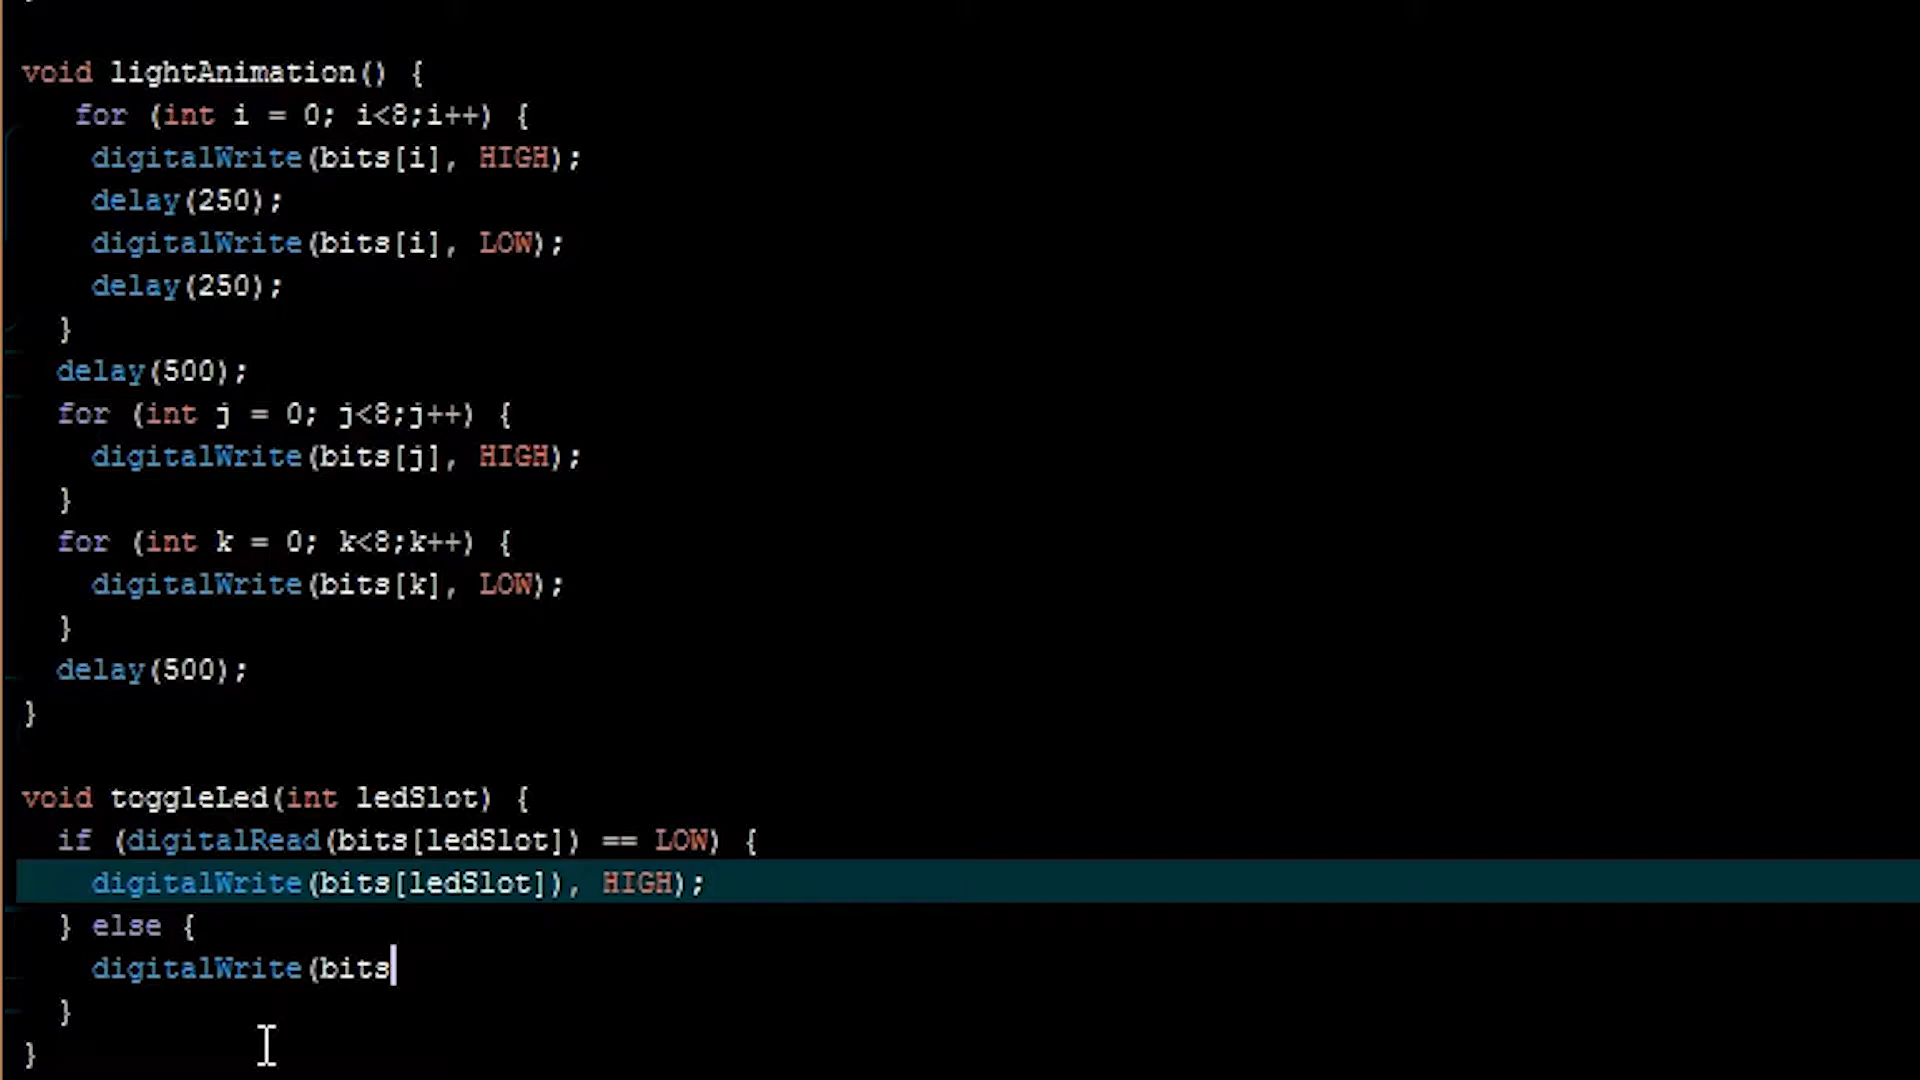 void lightAnimation() {
for (int i = 0; i<8;i++) {
digitalWrite(bits[i], HIGH);
delay(250);
digitalWrite(bits[i], LOW);
delay(250);
}
delay(500);
for (int j = 0; j<8;j++) {
digitalWrite(bits[j], HIGH);
}
for (int k = 0; k<8;k++) {
digitalWrite(bits[k], LOW);
}
delay(500);
}
void toggleLed(int ledSlot) {
if (digitalRead(bits[ledSlot]) == LOW) {
digitalWrite(bits[ledSlot]), HIGH);
} else {
digitalWrite(bits
}
}